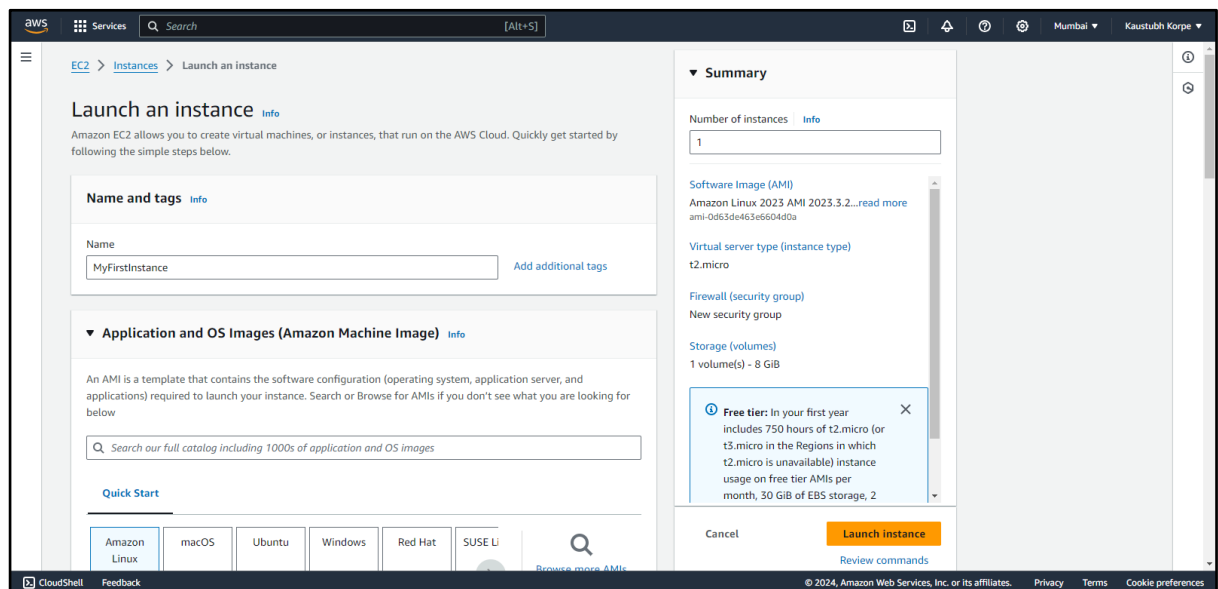 aws
Services
Search
[Alt+S]
Mumbai
Kaustubh Korpe
EC2 > Instances > Launch an instance
Launch an instance Info
Amazon EC2 allows you to create virtual machines, or instances, that run on the AWS Cloud. Quickly get started by
following the simple steps below.
Name and tags Info
Name
MyFirstInstance
Add additional tags
Application and OS Images (Amazon Machine Image) Info
An AMI is a template that contains the software configuration (operating system, application server, and
applications) required to launch your instance. Search or Browse for AMIs if you don't see what you are looking for
below
Search our full catalog including 1000s of application and OS images
Quick Start
Amazon
Linux
macOS
Ubuntu
Windows
Red Hat
SUSE Li
Browse more AMIs
Summary
Number of instances Info
1
Software Image (AMI)
Amazon Linux 2023 AMI 2023.3.2...read more
ami-0d63de463e6604d0a
Virtual server type (instance type)
t2.micro
Firewall (security group)
New security group
Storage (volumes)
1 volume(s) - 8 GiB
Free tier: In your first year
includes 750 hours of t2.micro (or
t3.micro in the Regions in which
t2.micro is unavailable) instance
usage on free tier AMIs per
month, 30 GiB of EBS storage, 2
Cancel
Launch instance
Review commands
CloudShell
Feedback
© 2024, Amazon Web Services, Inc. or its affiliates.
Privacy
Terms
Cookie preferences